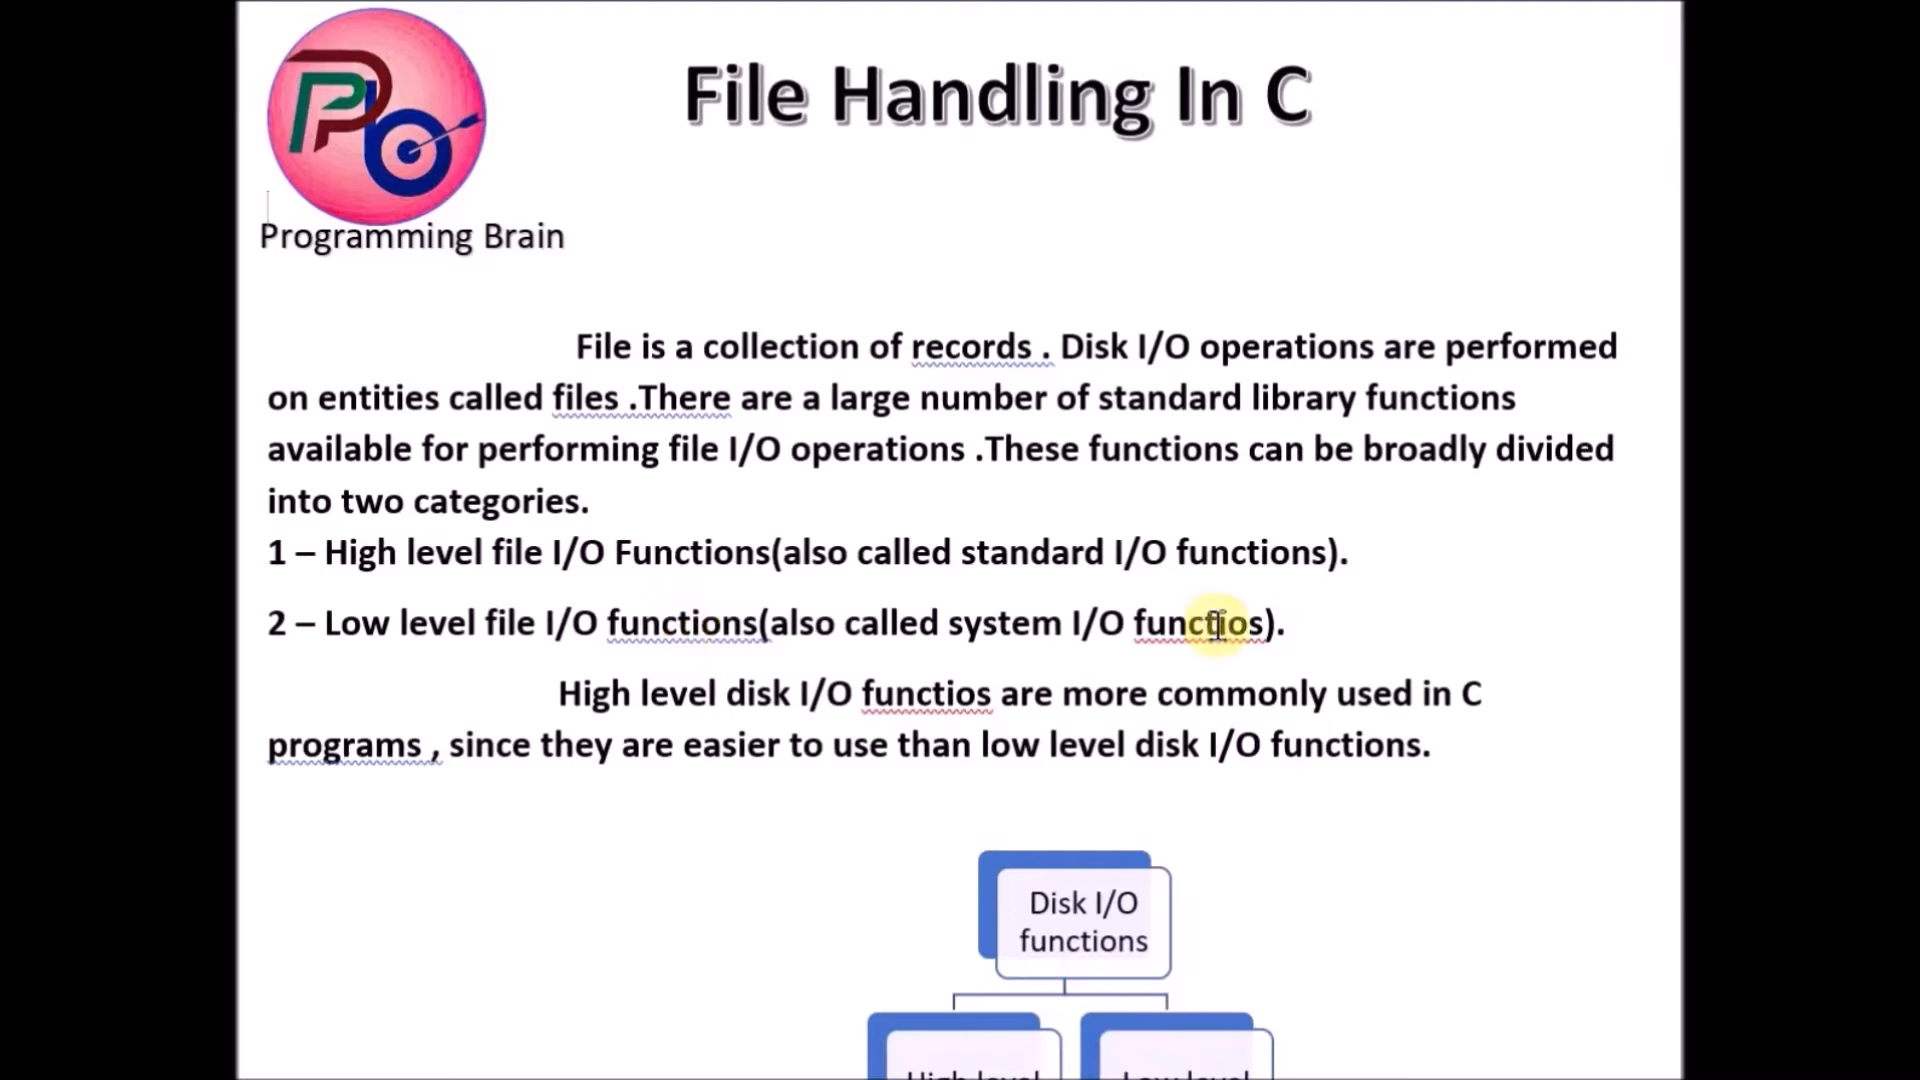 File Handling In C
Programming Brain
File is a collection of records . Disk I/O operations are performed
on entities called files .There are a large number of standard library functions
available for performing file I/O operations .These functions can be broadly divided
into two categories.
1 – High level file I/O Functions(also called standard I/O functions).
2 – Low level file I/O functions(also called system I/O functios).
High level disk I/O functios are more commonly used in C
programs , since they are easier to use than low level disk I/O functions.
Disk I/O
functions
High level
Low level